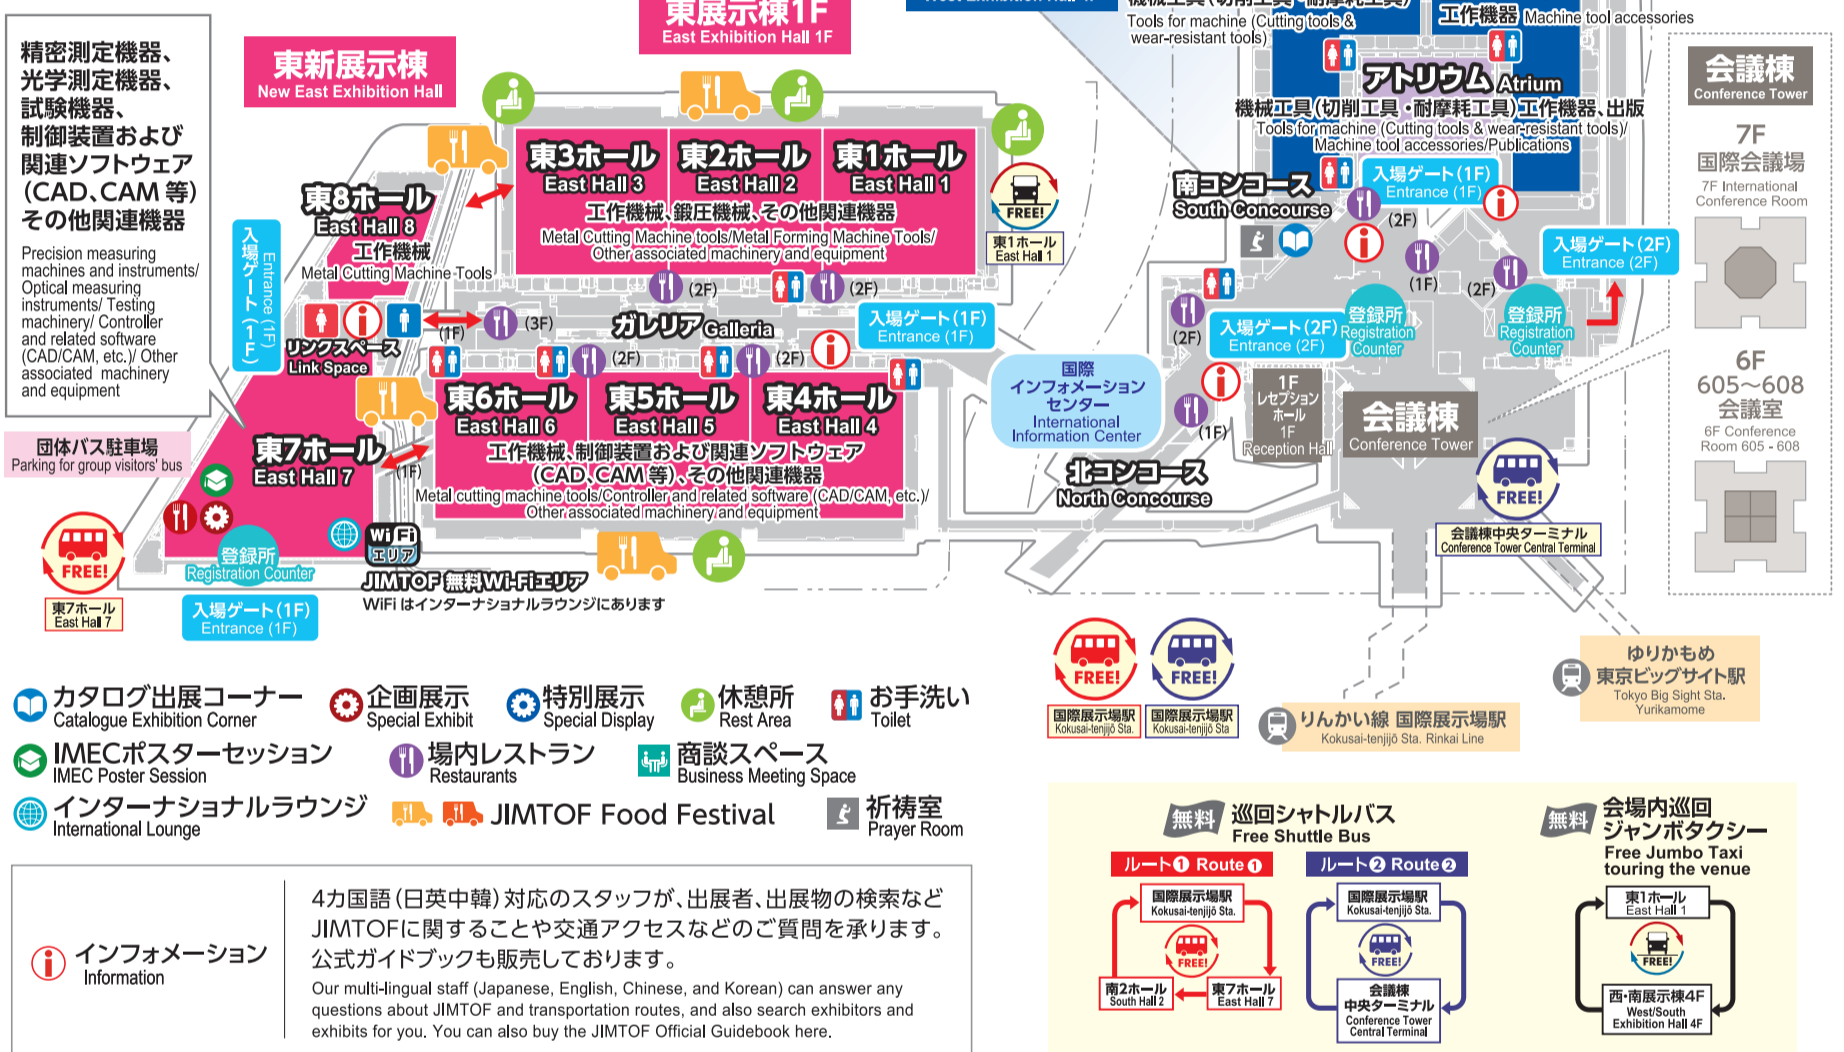 精密測定機器、
光学測定機器、
試験機器、
制御装置および
関連ソフトウェア
(CAD、CAM 等)
その他関連機器
Precision measuring
machines and instruments/
Optical measuring
instruments/ Testing
machinery/ Controller
and related software
(CAD/CAM, etc.)/ Other
associated machinery
and equipment
東新展示棟
New East Exhibition Hall
東展示棟1F
East Exhibition Hall 1F
Tools for machine (Cutting tools &
wear-resistant tools)
工作機器 Machine tool accessories
アトリウム Atrium
機械工具(切削工具・耐摩耗工具)工作機器、出版
Tools for machine (Cutting tools & wear-resistant tools)/
Machine tool accessories/Publications
会議棟
Conference Tower
7F
国際会議場
7F International
Conference Room
6F
605〜608
会議室
6F Conference
Room 605 - 608
東3ホール
East Hall 3
東2ホール
East Hall 2
東1ホール
East Hall 1
工作機械、鍛圧機械、その他関連機器
Metal Cutting Machine tools/Metal Forming Machine Tools/
Other associated machinery and equipment
東8ホール
East Hall 8
工作機械
Metal Cutting Machine Tools
入場ゲート(1F)
Entrance (1F)
FREE!
東1ホール
East Hall 1
南コンコース
South Concourse
入場ゲート(1F)
Entrance (1F)
(2F)
入場ゲート(2F)
Entrance (2F)
(1F)
(2F)
登録所
Registration
Counter
登録所
Registration
Counter
(2F)
(2F)
(1F)
(3F)
ガレリア Galleria
入場ゲート(1F)
Entrance (1F)
(2F)
入場ゲート(2F)
Entrance (2F)
リンクスペース
Link Space
(2F)
(2F)
国際
インフォメーション
センター
International
Information Center
1F
レセプション
ホール
1F
Reception Hall
会議棟
Conference Tower
(1F)
北コンコース
North Concourse
東6ホール
East Hall 6
東5ホール
East Hall 5
東4ホール
East Hall 4
工作機械、制御装置および関連ソフトウェア
(CAD、CAM 等)、その他関連機器
Metal cutting machine tools/Controller and related software (CAD/CAM, etc.)/
Other associated machinery and equipment
団体バス駐車場
Parking for group visitors' bus
東7ホール
East Hall 7
(1F)
FREE!
東7ホール
East Hall 7
登録所
Registration Counter
入場ゲート(1F)
Entrance (1F)
Wi Fi
エリア
JIMTOF 無料Wi-Fiエリア
WiFi はインターナショナルラウンジにあります
FREE!
会議棟中央ターミナル
Conference Tower Central Terminal
FREE!
国際展示場駅
Kokusai-tenjijō Sta.
FREE!
国際展示場駅
Kokusai-tenjijō Sta
りんかい線 国際展示場駅
Kokusai-tenjijō Sta. Rinkai Line
ゆりかもめ
東京ビッグサイト駅
Tokyo Big Sight Sta.
Yurikamome
カタログ出展コーナー
Catalogue Exhibition Corner
企画展示
Special Exhibit
特別展示
Special Display
休憩所
Rest Area
お手洗い
Toilet
IMECポスターセッション
IMEC Poster Session
場内レストラン
Restaurants
商談スペース
Business Meeting Space
インターナショナルラウンジ
International Lounge
JIMTOF Food Festival
祈祷室
Prayer Room
インフォメーション
Information
4カ国語(日英中韓)対応のスタッフが、出展者、出展物の検索など
JIMTOFに関することや交通アクセスなどのご質問を承ります。
公式ガイドブックも販売しております。
Our multi-lingual staff (Japanese, English, Chinese, and Korean) can answer any
questions about JIMTOF and transportation routes, and also search exhibitors and
exhibits for you. You can also buy the JIMTOF Official Guidebook here.
無料 巡回シャトルバス
Free Shuttle Bus
ルート❶ Route❶
国際展示場駅
Kokusai-tenjijō Sta.
FREE!
南2ホール
South Hall 2
東7ホール
East Hall 7
ルート❷ Route❷
国際展示場駅
Kokusai-tenjijō Sta.
FREE!
会議棟
中央ターミナル
Conference Tower
Central Terminal
無料 会場内巡回
ジャンボタクシー
Free Jumbo Taxi
touring the venue
東1ホール
East Hall 1
FREE!
西・南展示棟4F
West/South
Exhibition Hall 4F